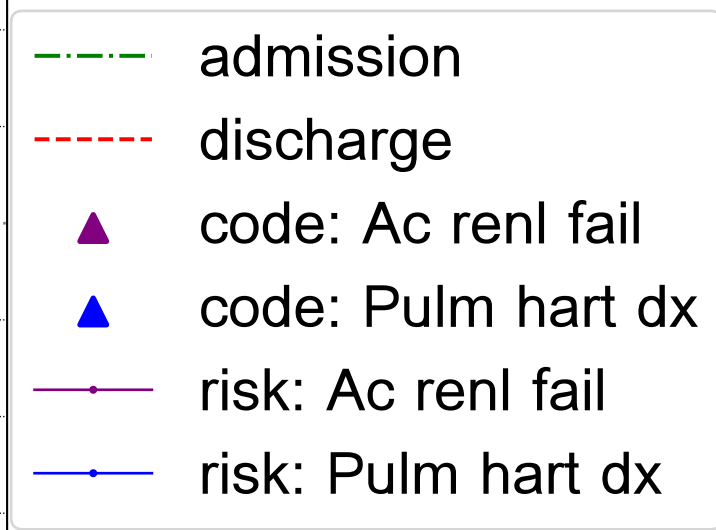 admission
discharge
code: Ac renl fail
code: Pulm hart dx
risk: Ac renl fail
risk: Pulm hart dx